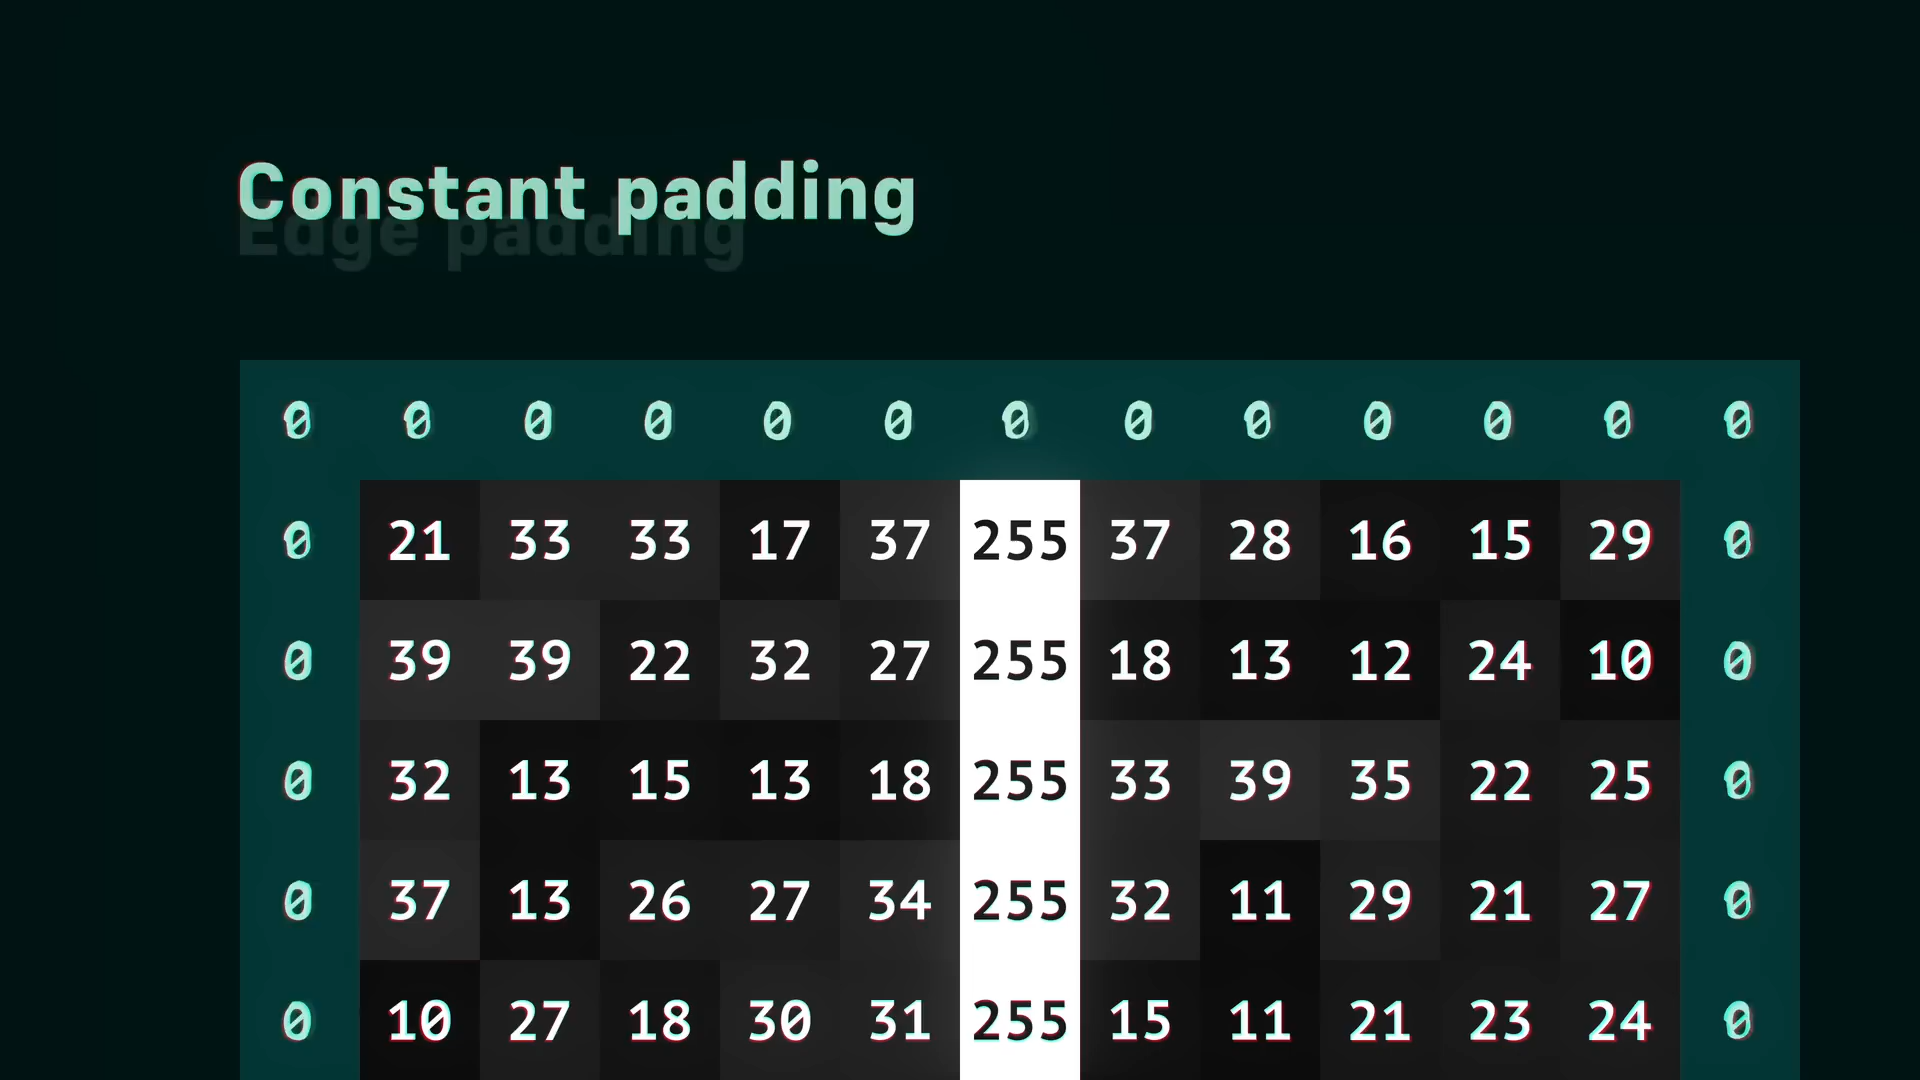 Constant padding
Edge padding
0 0 0 0 0 0 0 0 0 0 0 0 0
0 21 33 33 17 37 255 37 28 16 15 29 0
0 39 39 22 32 27 255 18 13 12 24 10 0
0 32 13 15 13 18 255 33 39 35 22 25 0
0 37 13 26 27 34 255 32 11 29 21 27 0
0 10 27 18 30 31 255 15 11 21 23 24 0